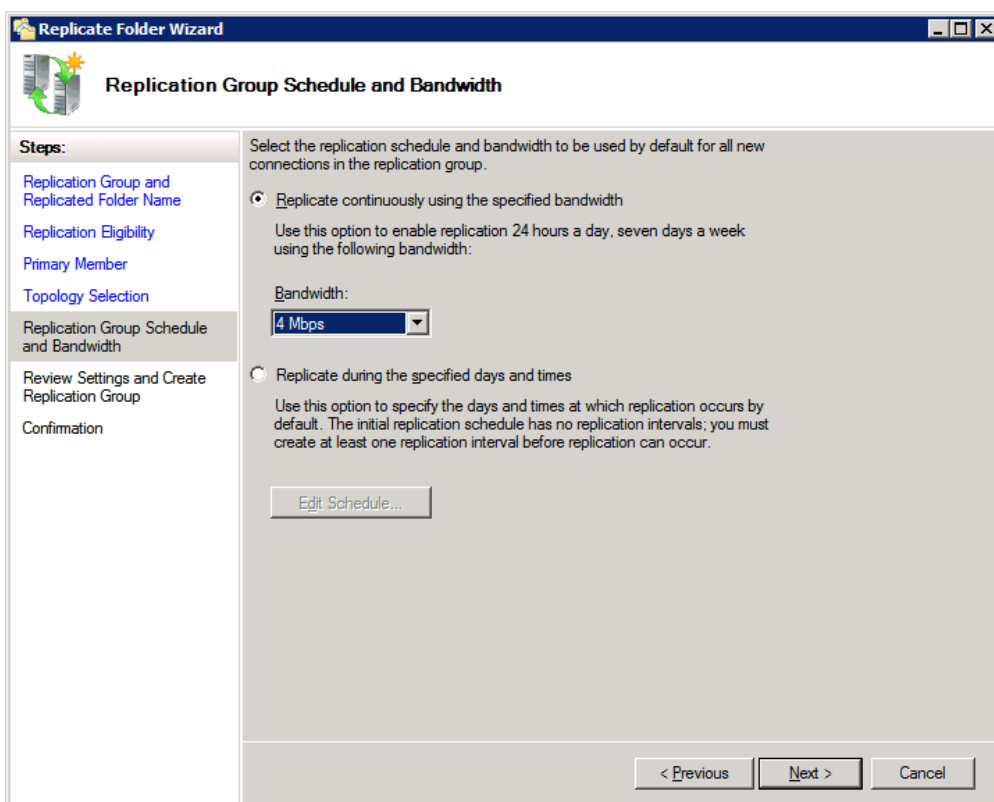 Replicate Folder Wizard
Replication Group Schedule and Bandwidth
Steps:
Replication Group and
Replicated Folder Name
Replication Eligibility
Primary Member
Topology Selection
Replication Group Schedule
and Bandwidth
Review Settings and Create
Replication Group
Confirmation
Select the replication schedule and bandwidth to be used by default for all new
connections in the replication group.
Replicate continuously using the specified bandwidth
Use this option to enable replication 24 hours a day, seven days a week
using the following bandwidth:
Bandwidth:
4 Mbps
Replicate during the specified days and times
Use this option to specify the days and times at which replication occurs by
default. The initial replication schedule has no replication intervals; you must
create at least one replication interval before replication can occur.
Edit Schedule...
< Previous
Next >
Cancel